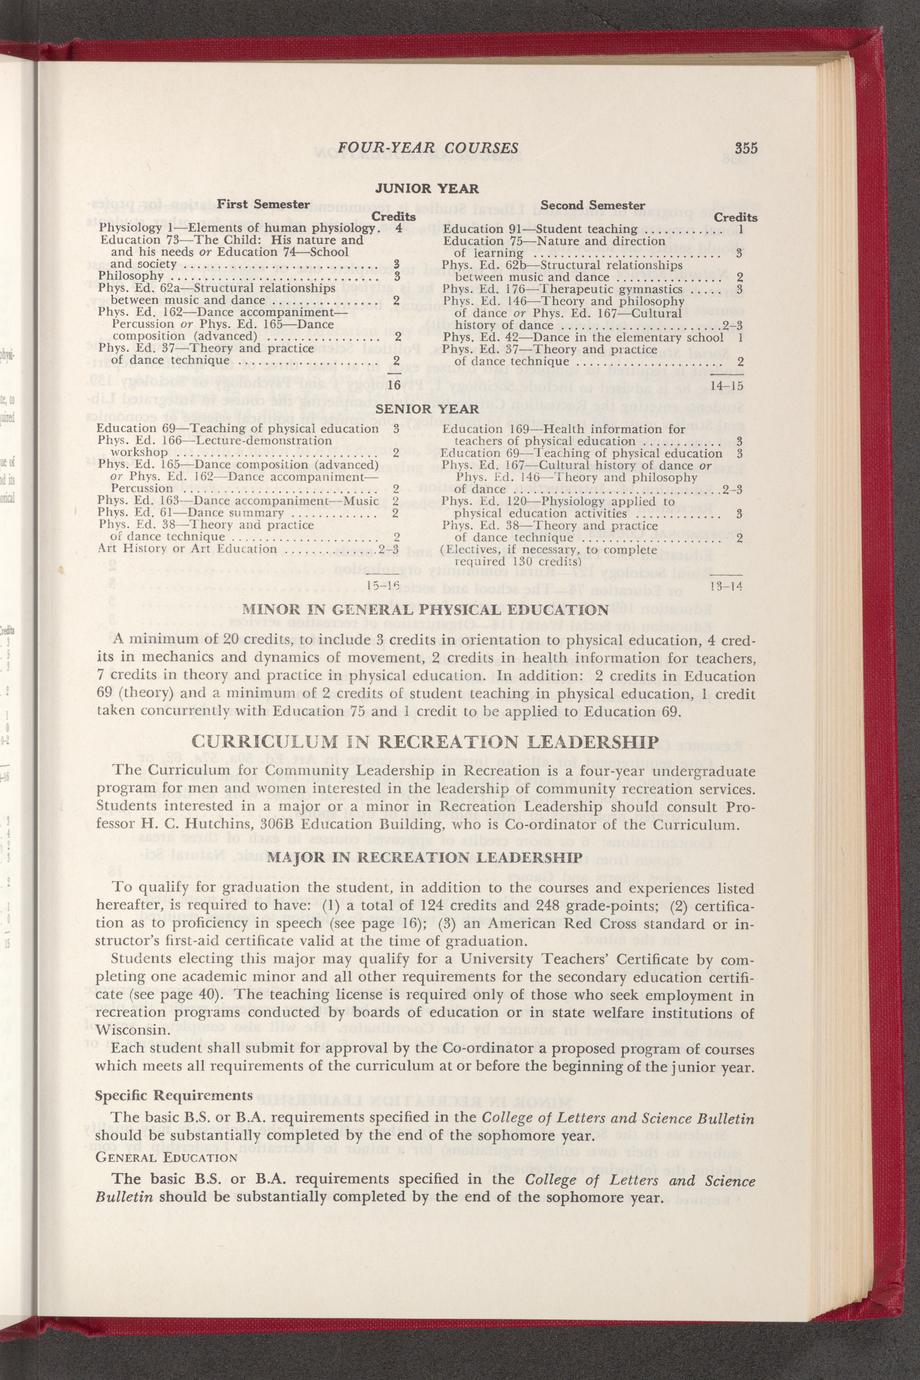 FOUR-YEAR COURSES 355
JUNIOR YEAR
First Semester
Credits
Physiology 1—Elements of human physiology. 4
Education 73—The Child: His nature and
and his needs or Education 74—School
and society ........................... 3
Philosophy ............................. 3
Phys. Ed. 62a—Structural relationships
between music and dance ............... 2
Phys. Ed. 162—Dance accompaniment—
Percussion or Phys. Ed. 165—Dance
composition (advanced) ................ 2
Phys. Ed. 37—Theory and practice
of dance technique .................... 2
16
Second Semester
Credits
Education 91—Student teaching ............ 1
Education 75—Nature and direction
of learning ........................... 3
Phys. Ed. 62b—Structural relationships
between music and dance ............... 2
Phys. Ed. 176—Therapeutic gymnastics ..... 3
Phys. Ed. 146—Theory and philosophy
of dance or Phys. Ed. 167—Cultural
history of dance .......................2–3
Phys. Ed. 42—Dance in the elementary school 1
Phys. Ed. 37—Theory and practice
of dance technique ..................... 2
14–15
SENIOR YEAR
Education 69—Teaching of physical education 3
Phys. Ed. 166—Lecture-demonstration
workshop ............................. 2
Phys. Ed. 165—Dance composition (advanced)
or Phys. Ed. 162—Dance accompaniment—
Percussion ............................ 2
Phys. Ed. 163—Dance accompaniment—Music 2
Phys. Ed. 61—Dance summary ............. 2
Phys. Ed. 38—Theory and practice
of dance technique ..................... 2
Art History or Art Education .............2–3
15–16
Education 169—Health information for
teachers of physical education ............ 3
Education 69—Teaching of physical education 3
Phys. Ed. 167—Cultural history of dance or
Phys. Ed. 146—Theory and philosophy
of dance ..............................2–3
Phys. Ed. 120—Physiology applied to
physical education activities ............. 3
Phys. Ed. 38—Theory and practice
of dance technique .................... 2
(Electives, if necessary, to complete
required 130 credits)
13–14
MINOR IN GENERAL PHYSICAL EDUCATION
A minimum of 20 credits, to include 3 credits in orientation to physical education, 4 cred-
its in mechanics and dynamics of movement, 2 credits in health information for teachers,
7 credits in theory and practice in physical education. In addition: 2 credits in Education
69 (theory) and a minimum of 2 credits of student teaching in physical education, 1 credit
taken concurrently with Education 75 and 1 credit to be applied to Education 69.
CURRICULUM IN RECREATION LEADERSHIP
The Curriculum for Community Leadership in Recreation is a four-year undergraduate
program for men and women interested in the leadership of community recreation services.
Students interested in a major or a minor in Recreation Leadership should consult Pro-
fessor H. C. Hutchins, 306B Education Building, who is Co-ordinator of the Curriculum.
MAJOR IN RECREATION LEADERSHIP
To qualify for graduation the student, in addition to the courses and experiences listed
hereafter, is required to have: (1) a total of 124 credits and 248 grade-points; (2) certifica-
tion as to proficiency in speech (see page 16); (3) an American Red Cross standard or in-
structor's first-aid certificate valid at the time of graduation.
Students electing this major may qualify for a University Teachers' Certificate by com-
pleting one academic minor and all other requirements for the secondary education certifi-
cate (see page 40). The teaching license is required only of those who seek employment in
recreation programs conducted by boards of education or in state welfare institutions of
Wisconsin.
Each student shall submit for approval by the Co-ordinator a proposed program of courses
which meets all requirements of the curriculum at or before the beginning of the junior year.
Specific Requirements
The basic B.S. or B.A. requirements specified in the College of Letters and Science Bulletin
should be substantially completed by the end of the sophomore year.
GENERAL EDUCATION
The basic B.S. or B.A. requirements specified in the College of Letters and Science
Bulletin should be substantially completed by the end of the sophomore year.